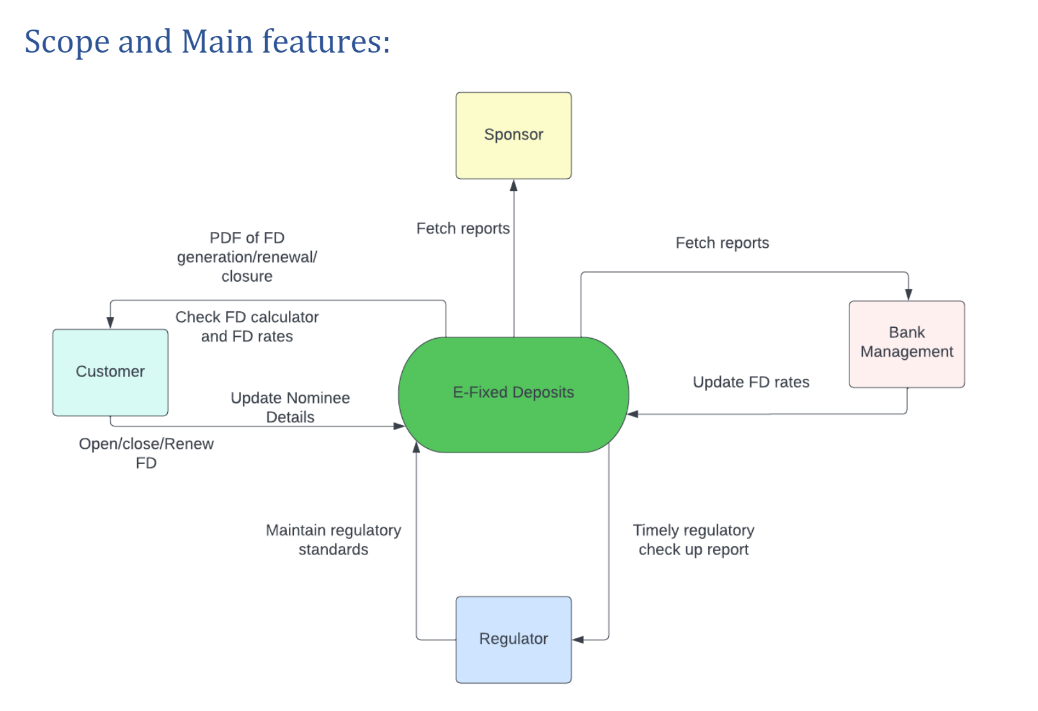 Scope and Main features:
Sponsor
Fetch reports
PDF of FD
generation/renewal/
closure
Fetch reports
Check FD calculator
and FD rates
Bank
Management
Customer
E-Fixed Deposits
Update FD rates
Update Nominee
Details
Open/close/Renew
FD
Maintain regulatory
standards
Timely regulatory
check up report
Regulator